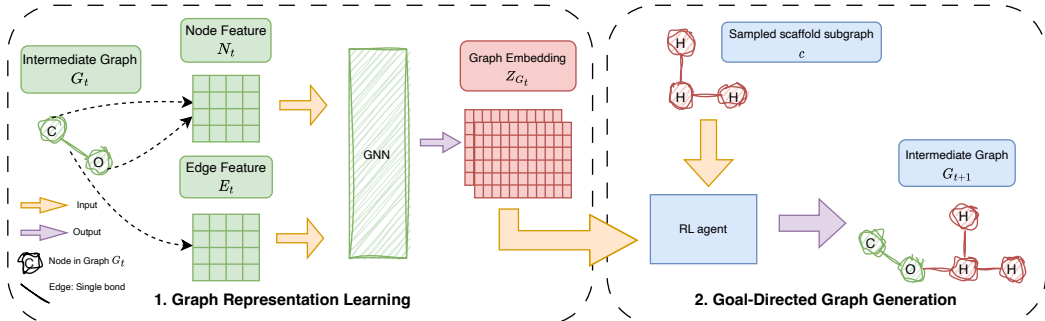 Intermediate Graph
G_t
C
O
Input
Output
C
Node in Graph G_t
Edge: Single bond
Node Feature
N_t
Edge Feature
E_t
GNN
Graph Embedding
Z_{G_t}
1. Graph Representation Learning
H
H
H
Sampled scaffold subgraph
c
RL agent
Intermediate Graph
G_{t+1}
C
O
H
H
H
2. Goal-Directed Graph Generation